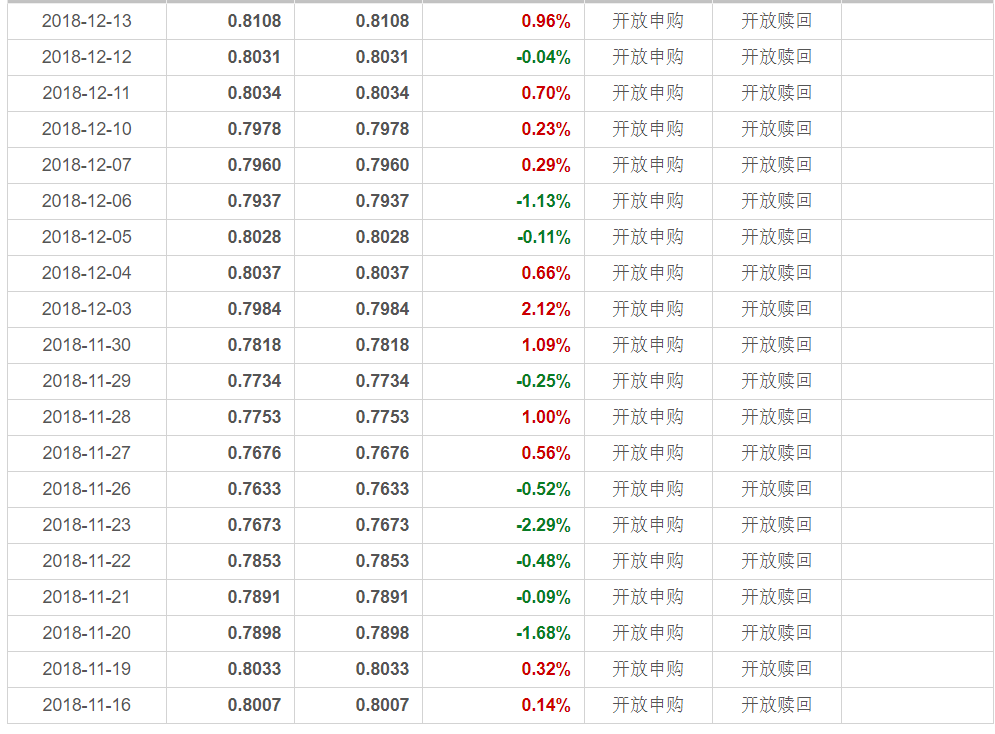 2018-12-13 0.8108 0.8108 0.96% 开放申购 开放赎回
2018-12-12 0.8031 0.8031 -0.04% 开放申购 开放赎回
2018-12-11 0.8034 0.8034 0.70% 开放申购 开放赎回
2018-12-10 0.7978 0.7978 0.23% 开放申购 开放赎回
2018-12-07 0.7960 0.7960 0.29% 开放申购 开放赎回
2018-12-06 0.7937 0.7937 -1.13% 开放申购 开放赎回
2018-12-05 0.8028 0.8028 -0.11% 开放申购 开放赎回
2018-12-04 0.8037 0.8037 0.66% 开放申购 开放赎回
2018-12-03 0.7984 0.7984 2.12% 开放申购 开放赎回
2018-11-30 0.7818 0.7818 1.09% 开放申购 开放赎回
2018-11-29 0.7734 0.7734 -0.25% 开放申购 开放赎回
2018-11-28 0.7753 0.7753 1.00% 开放申购 开放赎回
2018-11-27 0.7676 0.7676 0.56% 开放申购 开放赎回
2018-11-26 0.7633 0.7633 -0.52% 开放申购 开放赎回
2018-11-23 0.7673 0.7673 -2.29% 开放申购 开放赎回
2018-11-22 0.7853 0.7853 -0.48% 开放申购 开放赎回
2018-11-21 0.7891 0.7891 -0.09% 开放申购 开放赎回
2018-11-20 0.7898 0.7898 -1.68% 开放申购 开放赎回
2018-11-19 0.8033 0.8033 0.32% 开放申购 开放赎回
2018-11-16 0.8007 0.8007 0.14% 开放申购 开放赎回